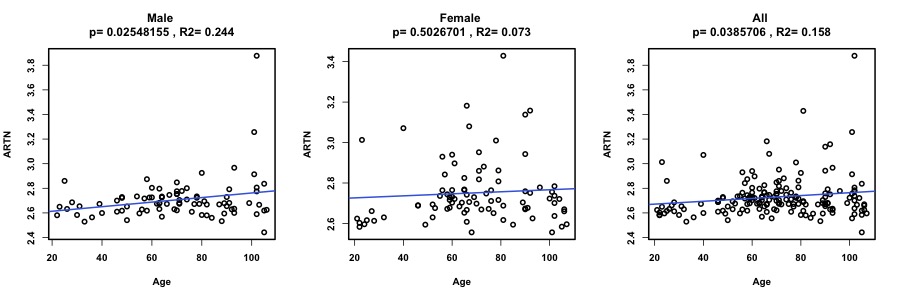 Male
p= 0.02548155 , R2= 0.244
ARTN
2.4 2.6 2.8 3.0 3.2 3.4 3.6 3.8
20 40 60 80 100
Age
Female
p= 0.5026701 , R2= 0.073
ARTN
2.6 2.8 3.0 3.2 3.4
20 40 60 80 100
Age
All
p= 0.0385706 , R2= 0.158
ARTN
2.4 2.6 2.8 3.0 3.2 3.4 3.6 3.8
20 40 60 80 100
Age